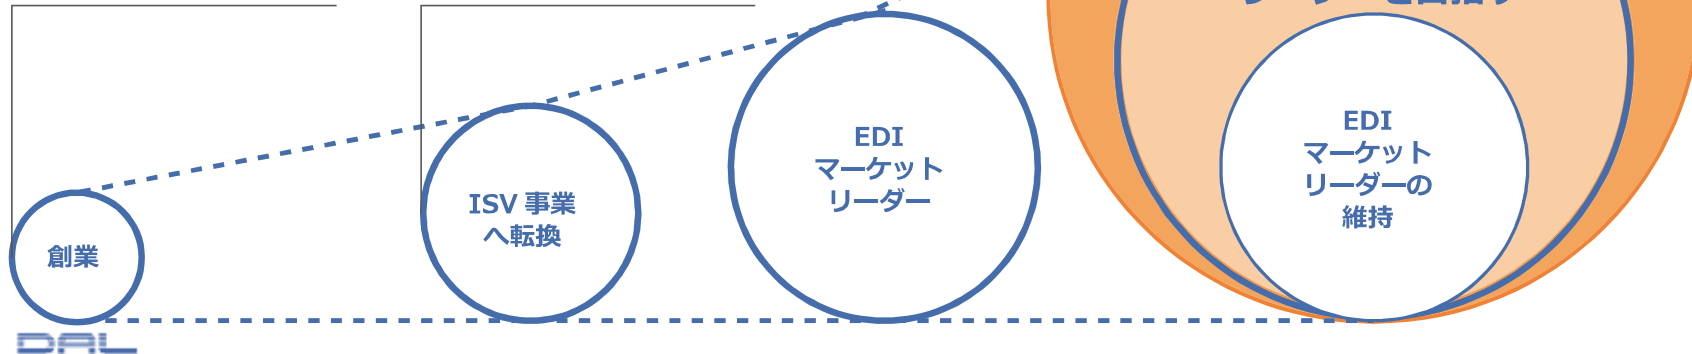 創業
ISV 事業
へ転換
EDI
マーケット
リーダー
EDI
マーケット
リーダーの
維持
DAL